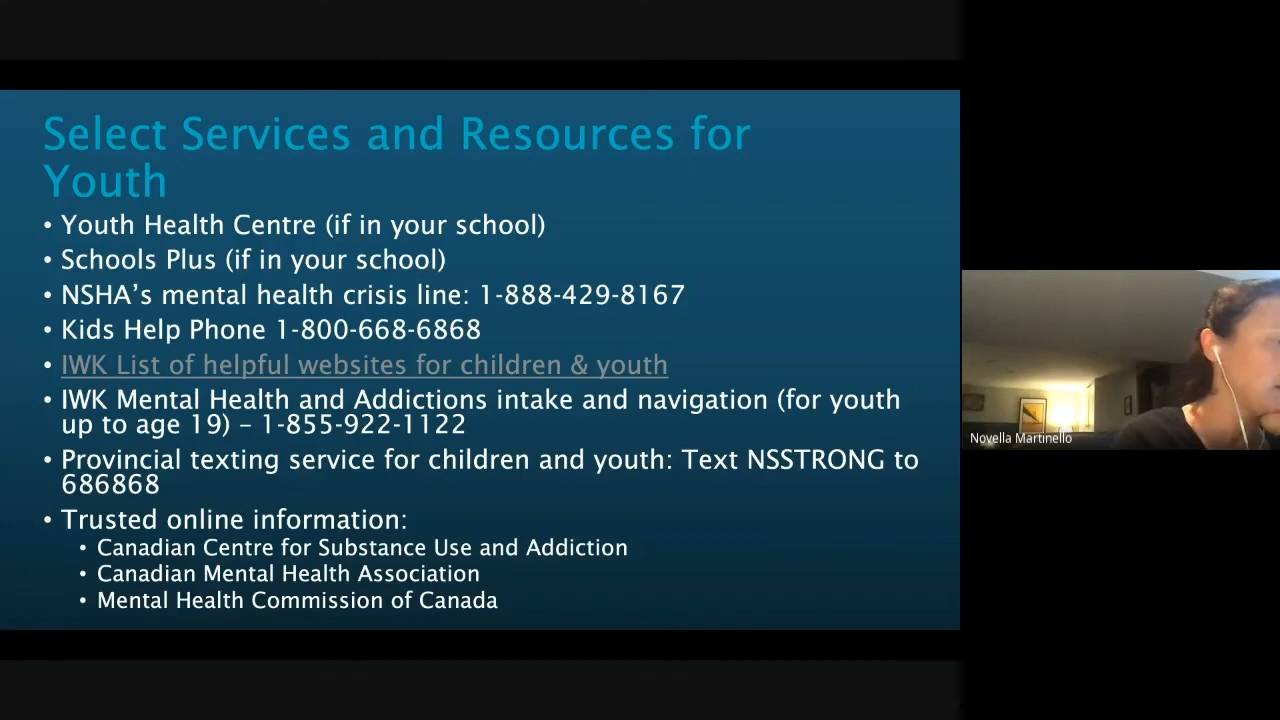 Select Services and Resources for
Youth
• Youth Health Centre (if in your school)
• Schools Plus (if in your school)
• NSHA’s mental health crisis line: 1-888-429-8167
• Kids Help Phone 1-800-668-6868
• IWK List of helpful websites for children & youth
• IWK Mental Health and Addictions intake and navigation (for youth
up to age 19) – 1-855-922-1122
• Provincial texting service for children and youth: Text NSSTRONG to
686868
• Trusted online information:
• Canadian Centre for Substance Use and Addiction
• Canadian Mental Health Association
• Mental Health Commission of Canada
Novella Martinello